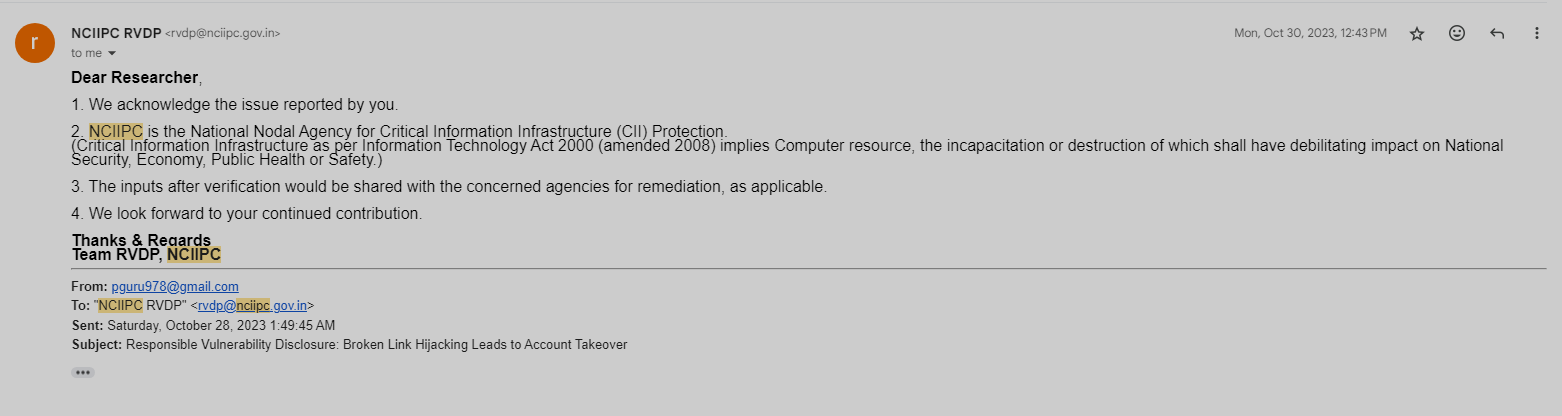 r
NCIIPC RVDP <rvdp@nciipc.gov.in>
Mon, Oct 30, 2023, 12:43 PM
to me
Dear Researcher,
1. We acknowledge the issue reported by you.
2. NCIIPC is the National Nodal Agency for Critical Information Infrastructure (CII) Protection.
(Critical Information Infrastructure as per Information Technology Act 2000 (amended 2008) implies Computer resource, the incapacitation or destruction of which shall have debilitating impact on National
Security, Economy, Public Health or Safety.)
3. The inputs after verification would be shared with the concerned agencies for remediation, as applicable.
4. We look forward to your continued contribution.
Thanks & Regards
Team RVDP, NCIIPC
From: pguru978@gmail.com
To: "NCIIPC RVDP" <rvdp@nciipc.gov.in>
Sent: Saturday, October 28, 2023 1:49:45 AM
Subject: Responsible Vulnerability Disclosure: Broken Link Hijacking Leads to Account Takeover